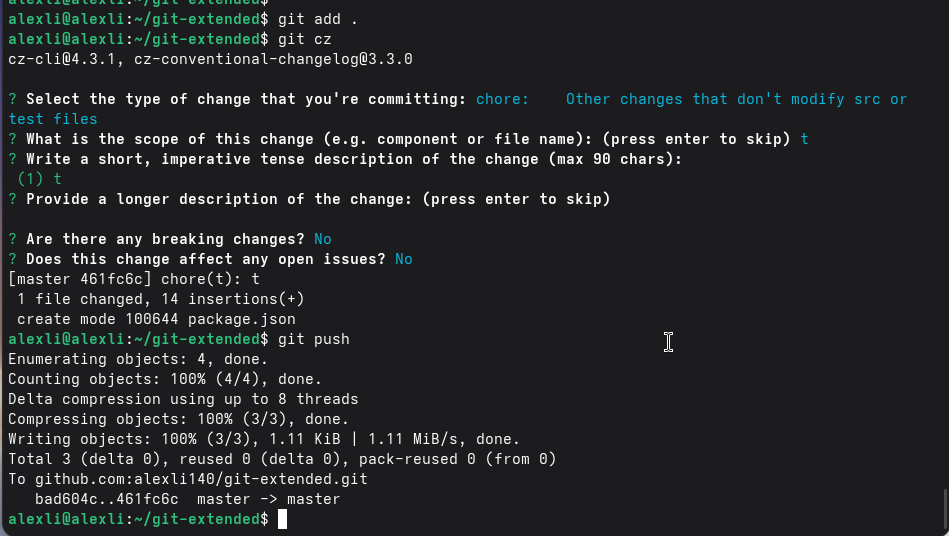 alexli@alexli:~/git-extended$ git add .
alexli@alexli:~/git-extended$ git cz
cz-cli@4.3.1, cz-conventional-changelog@3.3.0
? Select the type of change that you're committing: chore:    Other changes that don't modify src or
test files
? What is the scope of this change (e.g. component or file name): (press enter to skip) t
? Write a short, imperative tense description of the change (max 90 chars):
 (1) t
? Provide a longer description of the change: (press enter to skip)
? Are there any breaking changes? No
? Does this change affect any open issues? No
[master 461fc6c] chore(t): t
 1 file changed, 14 insertions(+)
 create mode 100644 package.json
alexli@alexli:~/git-extended$ git push
Enumerating objects: 4, done.
Counting objects: 100% (4/4), done.
Delta compression using up to 8 threads
Compressing objects: 100% (3/3), done.
Writing objects: 100% (3/3), 1.11 KiB | 1.11 MiB/s, done.
Total 3 (delta 0), reused 0 (delta 0), pack-reused 0 (from 0)
To github.com:alexli140/git-extended.git
   bad604c..461fc6c  master -> master
alexli@alexli:~/git-extended$